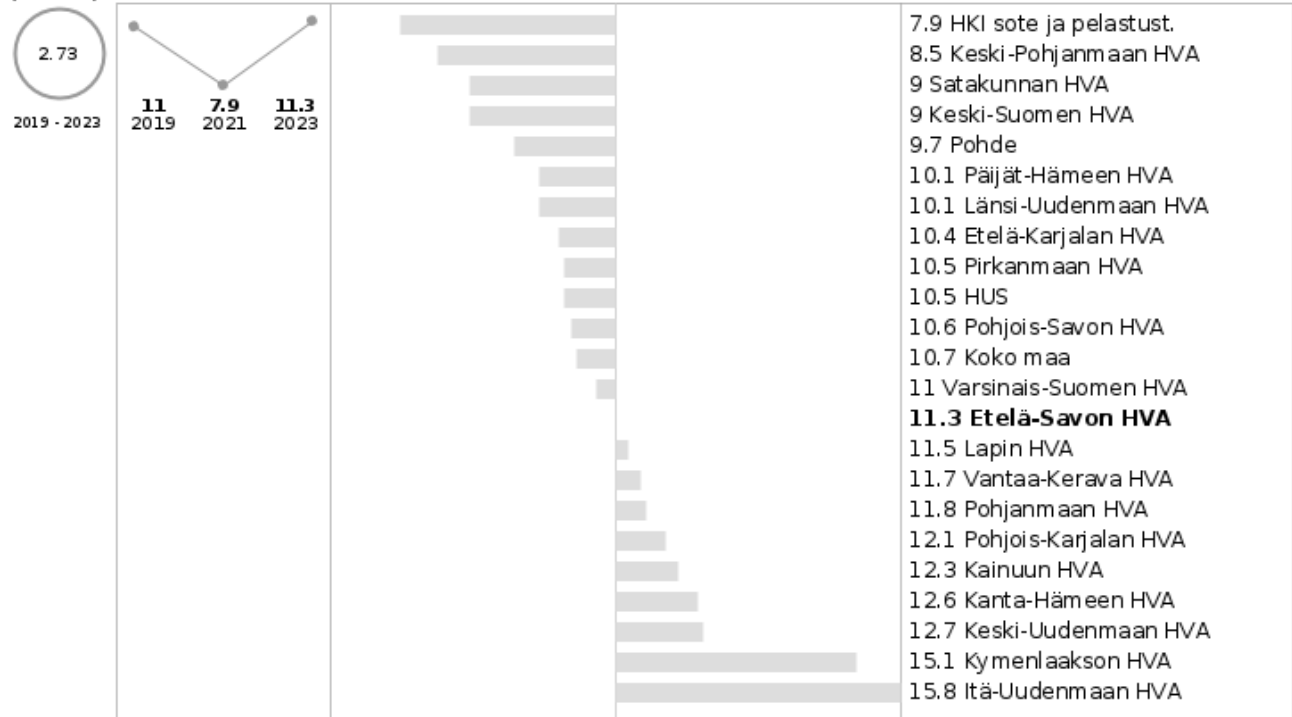 2.73
2019 - 2023
11 7.9 11.3
2019 2021 2023
7.9 HKI sote ja pelastust.
8.5 Keski-Pohjanmaan HVA
9 Satakunnan HVA
9 Keski-Suomen HVA
9.7 Pohde
10.1 Päijät-Hämeen HVA
10.1 Länsi-Uudenmaan HVA
10.4 Etelä-Karjalan HVA
10.5 Pirkanmaan HVA
10.5 HUS
10.6 Pohjois-Savon HVA
10.7 Koko maa
11 Varsinais-Suomen HVA
11.3 Etelä-Savon HVA
11.5 Lapin HVA
11.7 Vantaa-Kerava HVA
11.8 Pohjanmaan HVA
12.1 Pohjois-Karjalan HVA
12.3 Kainuun HVA
12.6 Kanta-Hämeen HVA
12.7 Keski-Uudenmaan HVA
15.1 Kymenlaakson HVA
15.8 Itä-Uudenmaan HVA